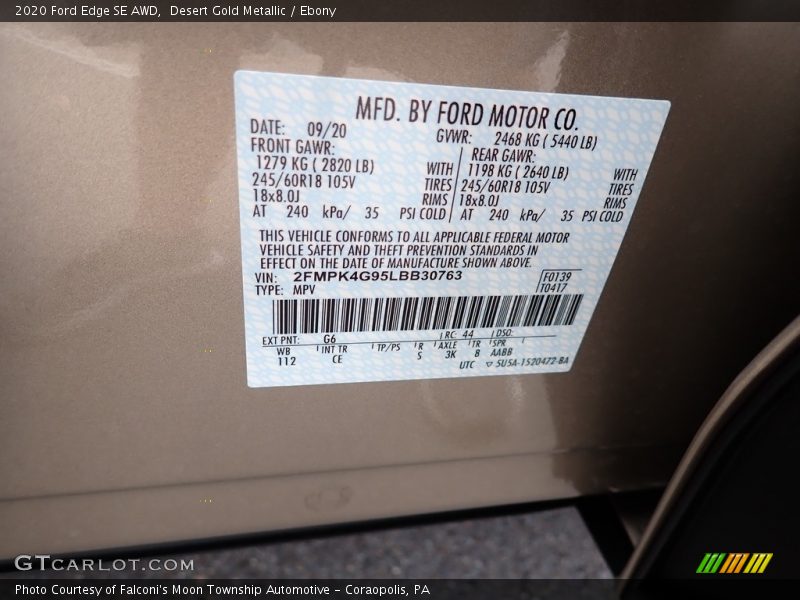 2020 Ford Edge SE AWD,  Desert Gold Metallic / Ebony
MFD. BY FORD MOTOR CO.
DATE: 09/20 GVWR: 2468 KG ( 5440 LB)
FRONT GAWR: REAR GAWR:
1279 KG ( 2820 LB) WITH 1198 KG ( 2640 LB) WITH
245/60R18 105V TIRES 245/60R18 105V TIRES
18x8.0J RIMS 18x8.0J RIMS
AT 240 kPa/ 35 PSI COLD AT 240 kPa/ 35 PSI COLD
THIS VEHICLE CONFORMS TO ALL APPLICABLE FEDERAL MOTOR
VEHICLE SAFETY AND THEFT PREVENTION STANDARDS IN
EFFECT ON THE DATE OF MANUFACTURE SHOWN ABOVE.
VIN: 2FMPK4G95LBB30763 F0139
TYPE: MPV T0417
EXT PNT: G6 RC: 44 DSO:
WB INT TR TP/PS R AXLE TR SPR
112 CE 5 3K 8 AABB
UTC ▽ 5U5A-1520472-BA
GTCARLOT.COM
Photo Courtesy of Falconi's Moon Township Automotive – Coraopolis, PA